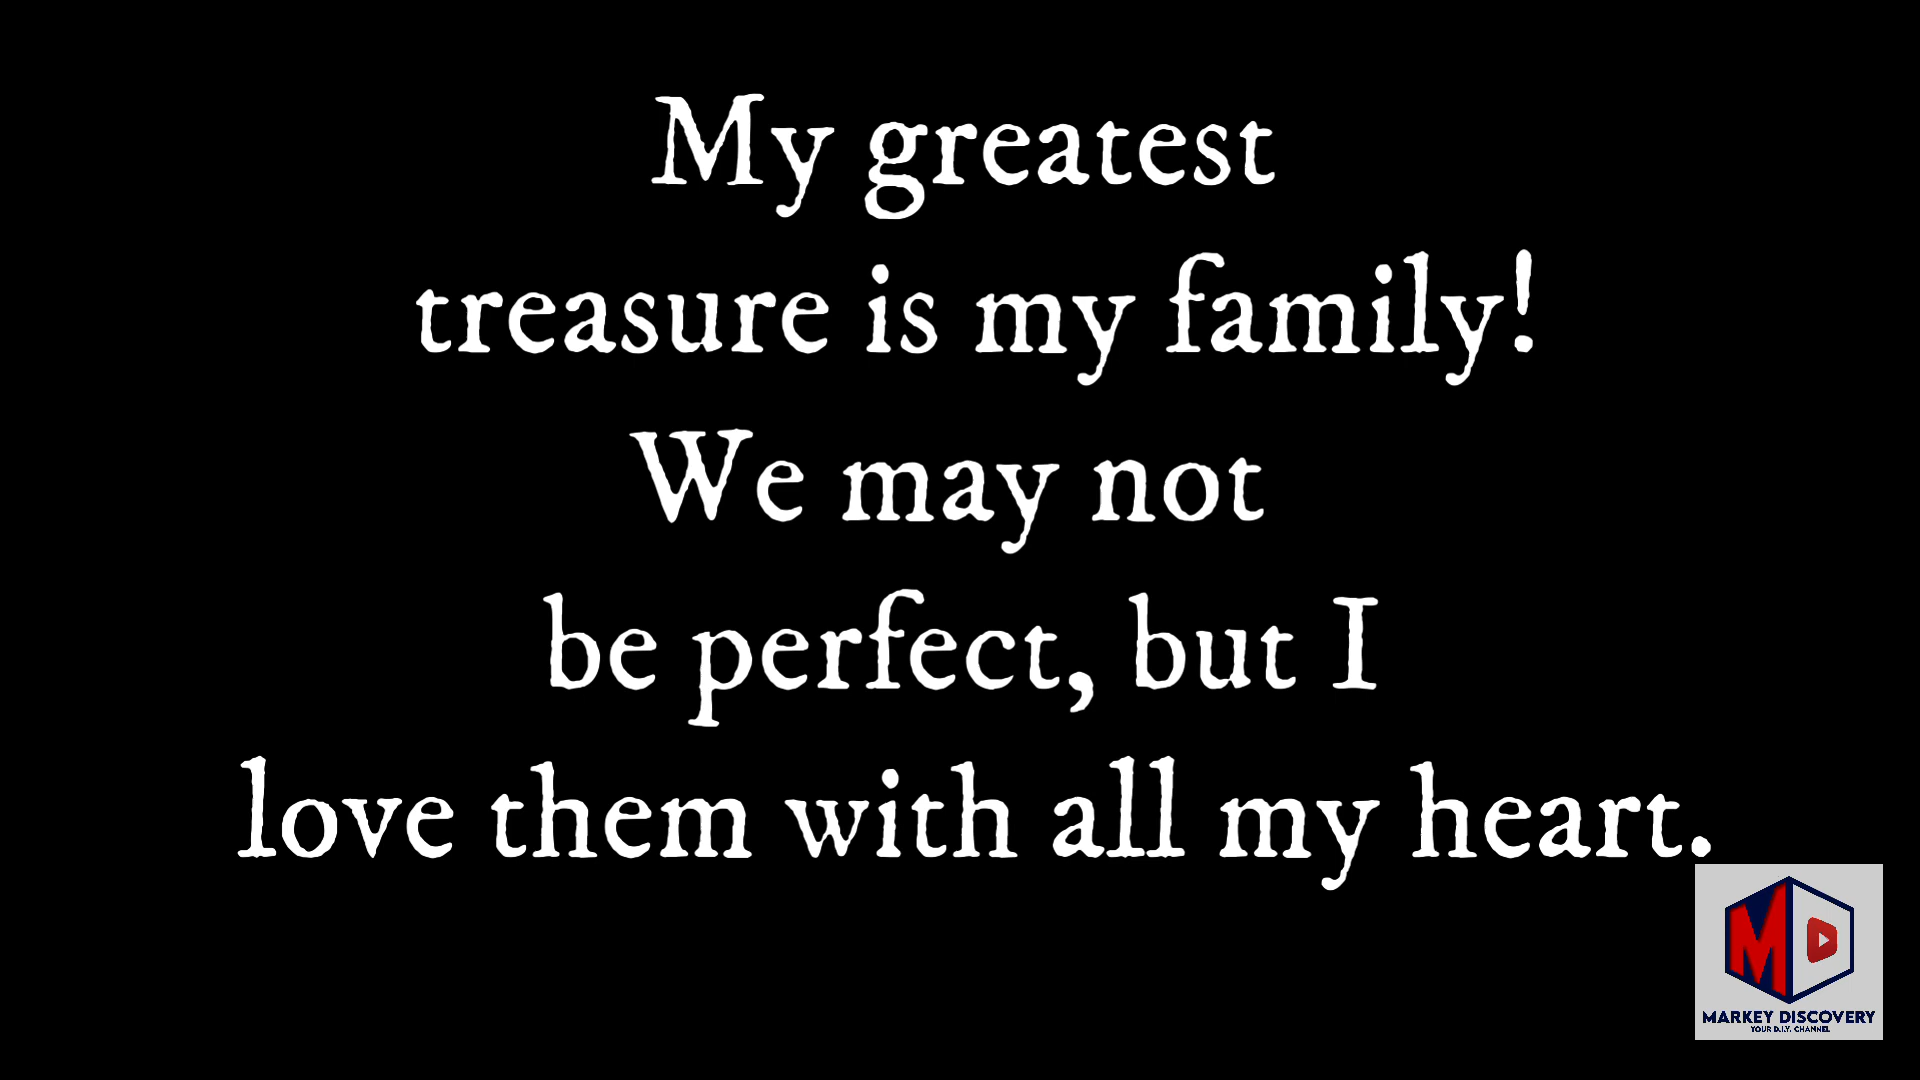 My greatest
treasure is my family!
We may not
be perfect, but I
love them with all my heart.
MD
MARKEY DISCOVERY
YOUR D.I.Y. CHANNEL